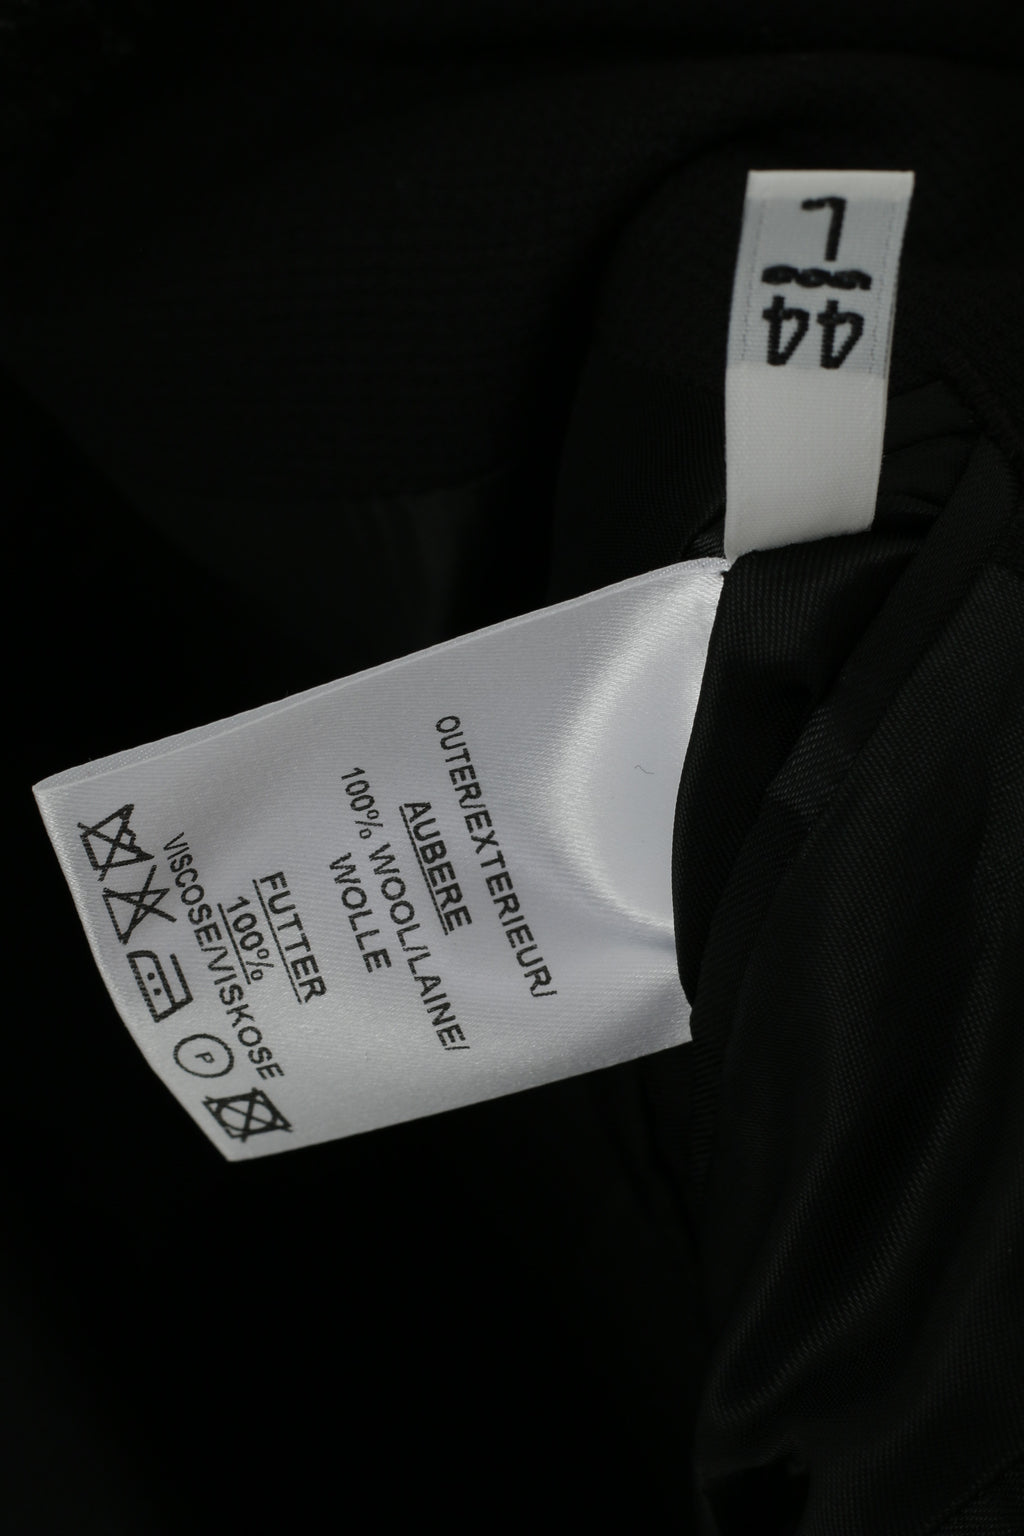 44
L
OUTER/EXTERIEUR/
AUBERE
100% WOOL/LAINE/
WOLLE
FUTTER
100%
VISCOSE/VISKOSE
P